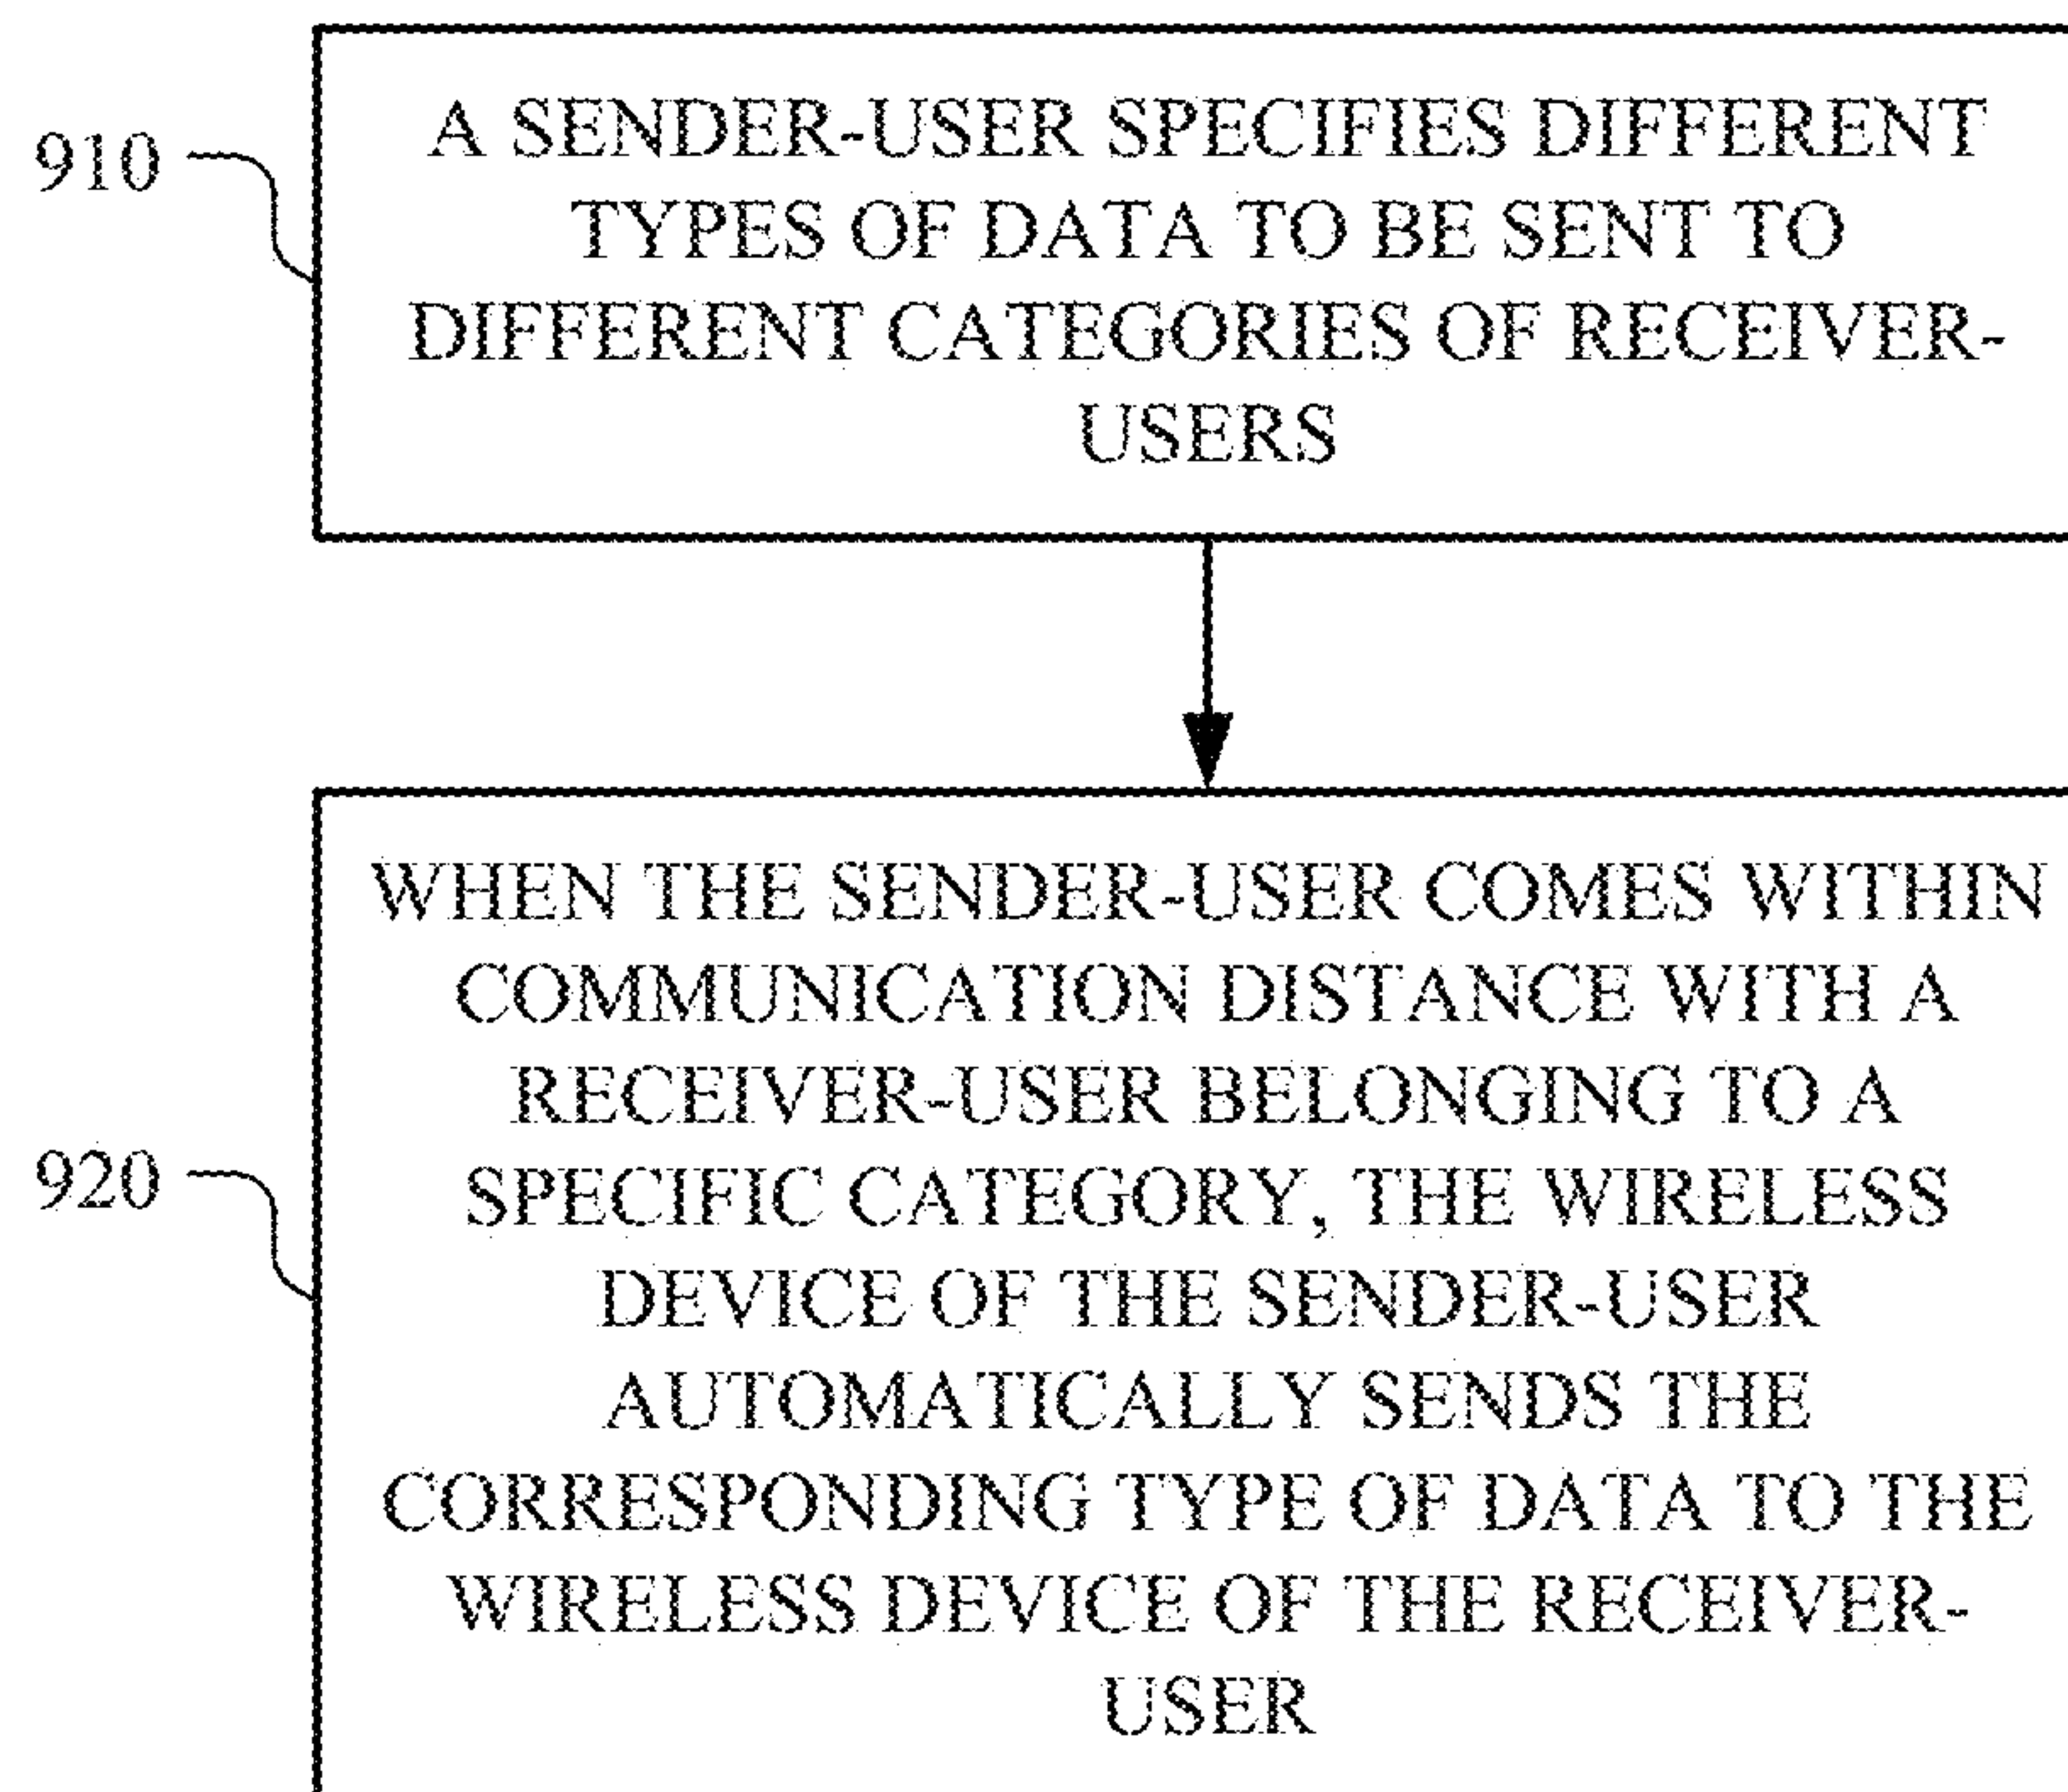 910
A SENDER-USER SPECIFIES DIFFERENT
TYPES OF DATA TO BE SENT TO
DIFFERENT CATEGORIES OF RECEIVER-
USERS
920
WHEN THE SENDER-USER COMES WITHIN
COMMUNICATION DISTANCE WITH A
RECEIVER-USER BELONGING TO A
SPECIFIC CATEGORY, THE WIRELESS
DEVICE OF THE SENDER-USER
AUTOMATICALLY SENDS THE
CORRESPONDING TYPE OF DATA TO THE
WIRELESS DEVICE OF THE RECEIVER-
USER